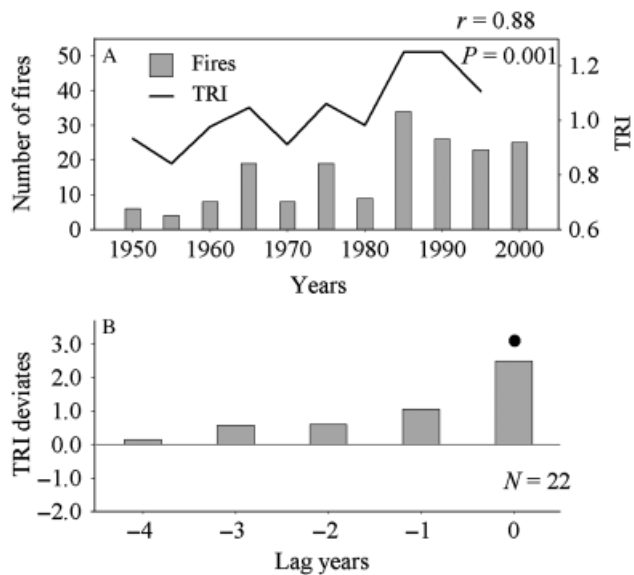 r = 0.88
P = 0.001
A
Fires
TRI
50
40
30
20
10
0
Number of fires
1.2
1.0
0.8
0.6
TRI
1950 1960 1970 1980 1990 2000
Years
B
3.0
2.0
1.0
0.0
−1.0
−2.0
TRI deviates
N = 22
−4 −3 −2 −1 0
Lag years